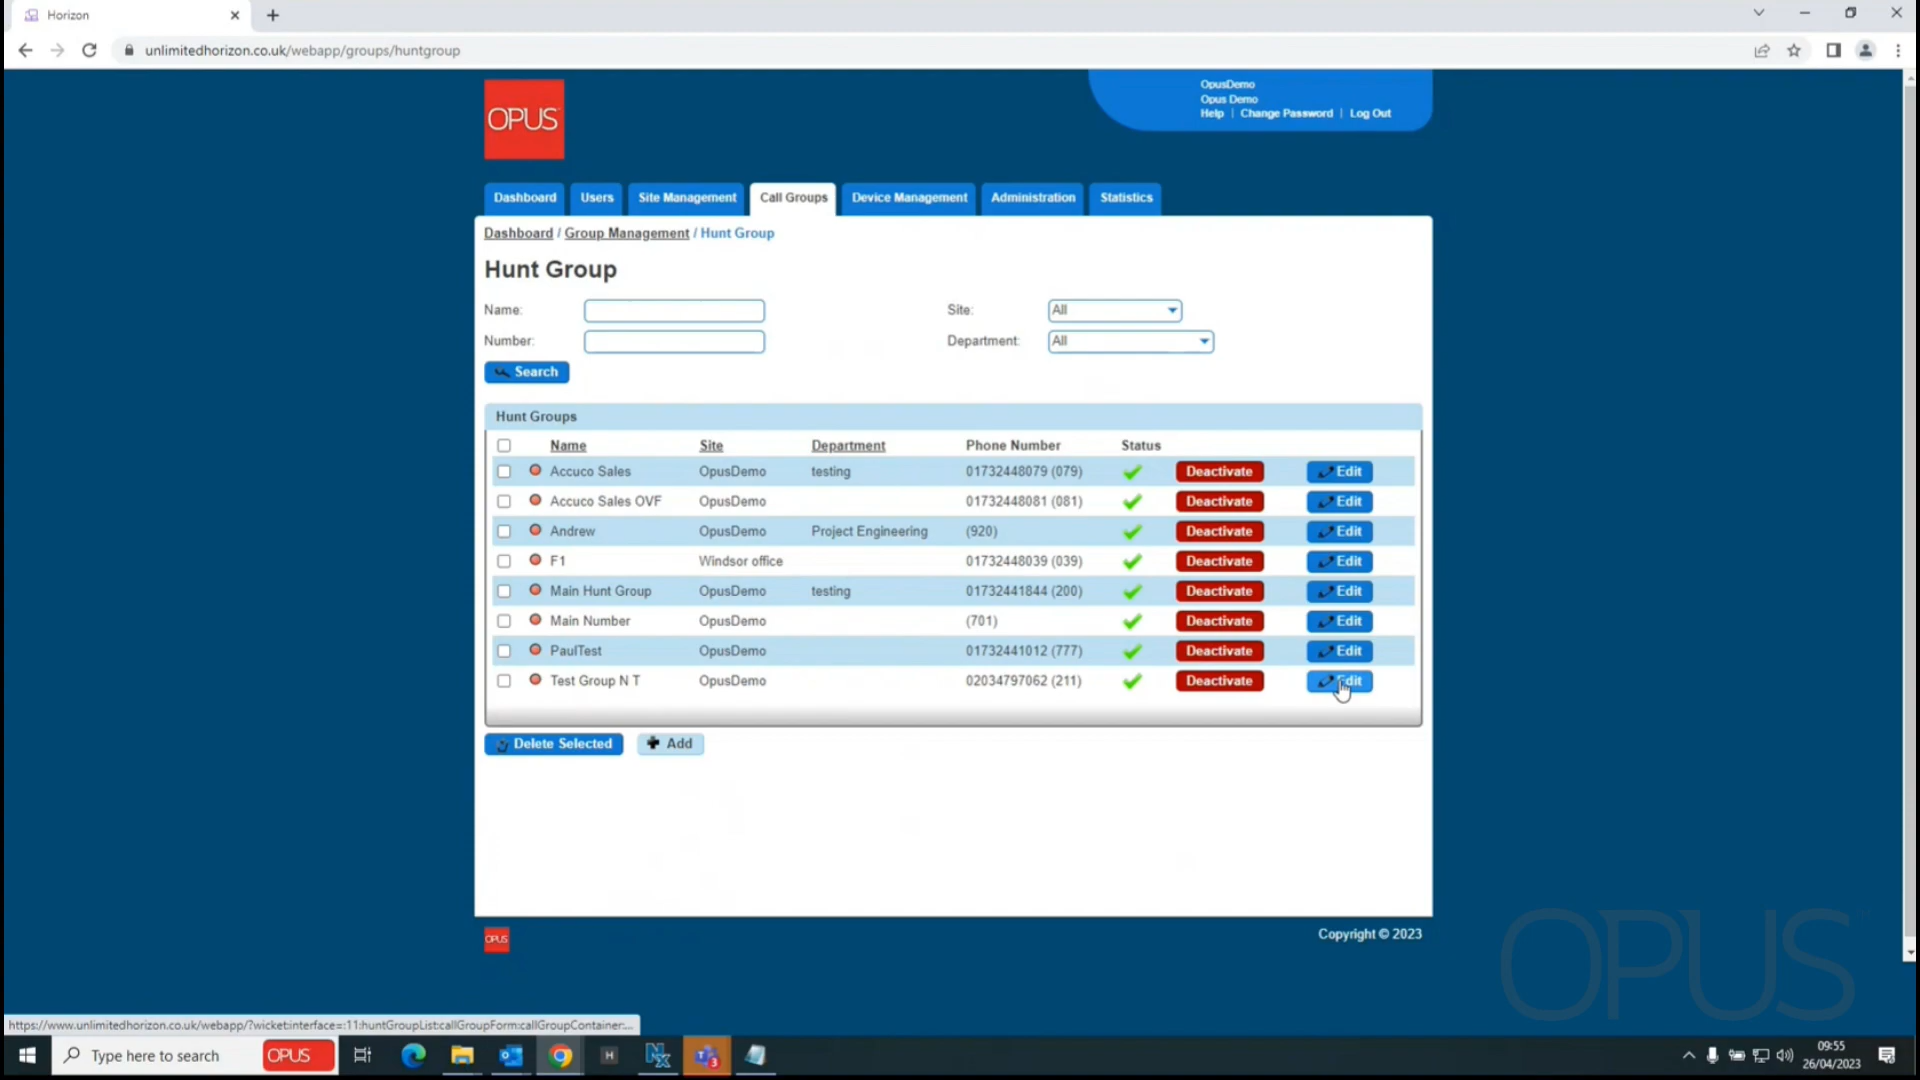 Horizon
unlimitedhorizon.co.uk/webapp/groups/huntgroup
OPUS
OpusDemo
Opus Demo
Help | Change Password | Log Out
Dashboard Users Site Management Call Groups Device Management Administration Statistics
Dashboard / Group Management / Hunt Group
Hunt Group
Name: Site: All
Number: Department: All
Search
Hunt Groups
Name Site Department Phone Number Status
Accuco Sales OpusDemo testing 01732448079 (079) Deactivate Edit
Accuco Sales OVF OpusDemo 01732448081 (081) Deactivate Edit
Andrew OpusDemo Project Engineering (920) Deactivate Edit
F1 Windsor office 01732448039 (039) Deactivate Edit
Main Hunt Group OpusDemo testing 01732441844 (200) Deactivate Edit
Main Number OpusDemo (701) Deactivate Edit
PaulTest OpusDemo 01732441012 (777) Deactivate Edit
Test Group N T OpusDemo 02034797062 (211) Deactivate Edit
Delete Selected Add
OPUS Copyright © 2023
OPUS
https://www.unlimitedhorizon.co.uk/webapp/?wicket:interface=:11:huntGroupList:callGroupForm:callGroupContainer:...
Type here to search OPUS H N 3 09:55
26/04/2023